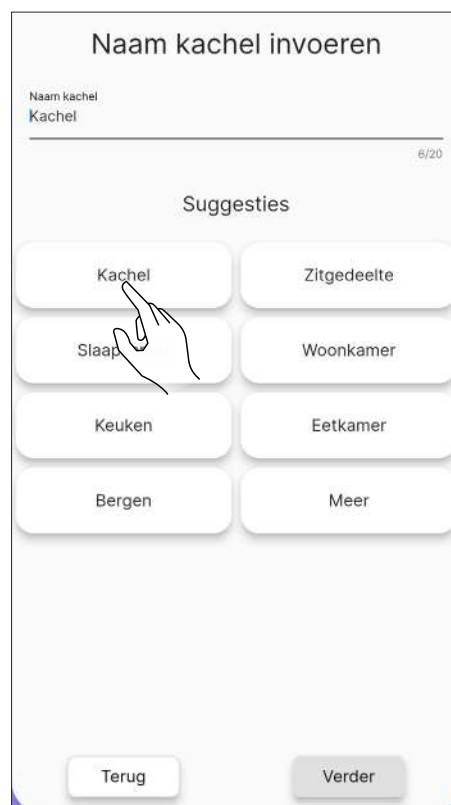 Naam kachel invoeren
Naam kachel
Kachel
6/20
Suggesties
Kachel Zitgedeelte
Woonkamer
Keuken Eetkamer
Bergen Meer
Terug Verder